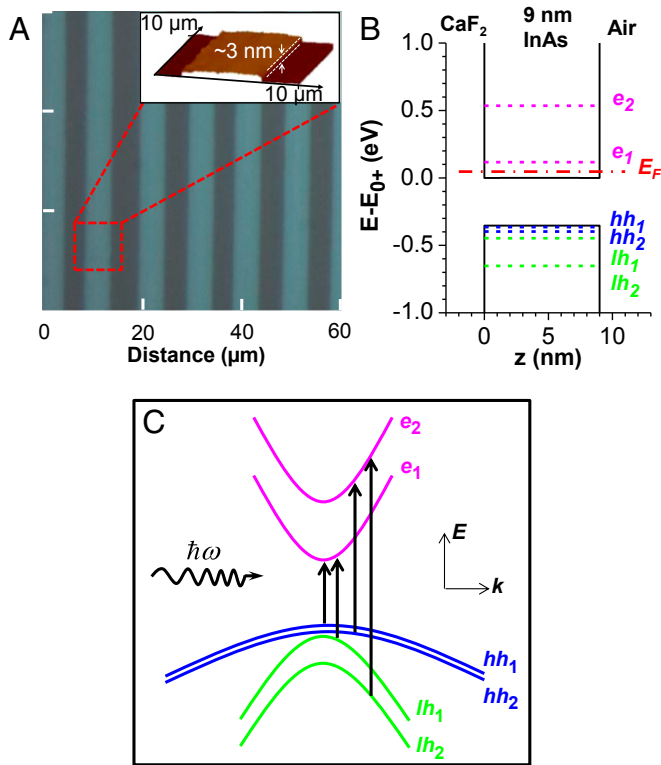 A
10 µm
~3 nm
10 µm
0 20 40 60
Distance (µm)
B
CaF₂ 9 nm InAs Air
1.0
0.5
0.0
-0.5
-1.0
E-E₀₊ (eV)
e₂
e₁
E_F
hh₁
hh₂
lh₁
lh₂
0 5 10
z (nm)
C
e₂
e₁
ħω
E
k
hh₁
hh₂
lh₁
lh₂